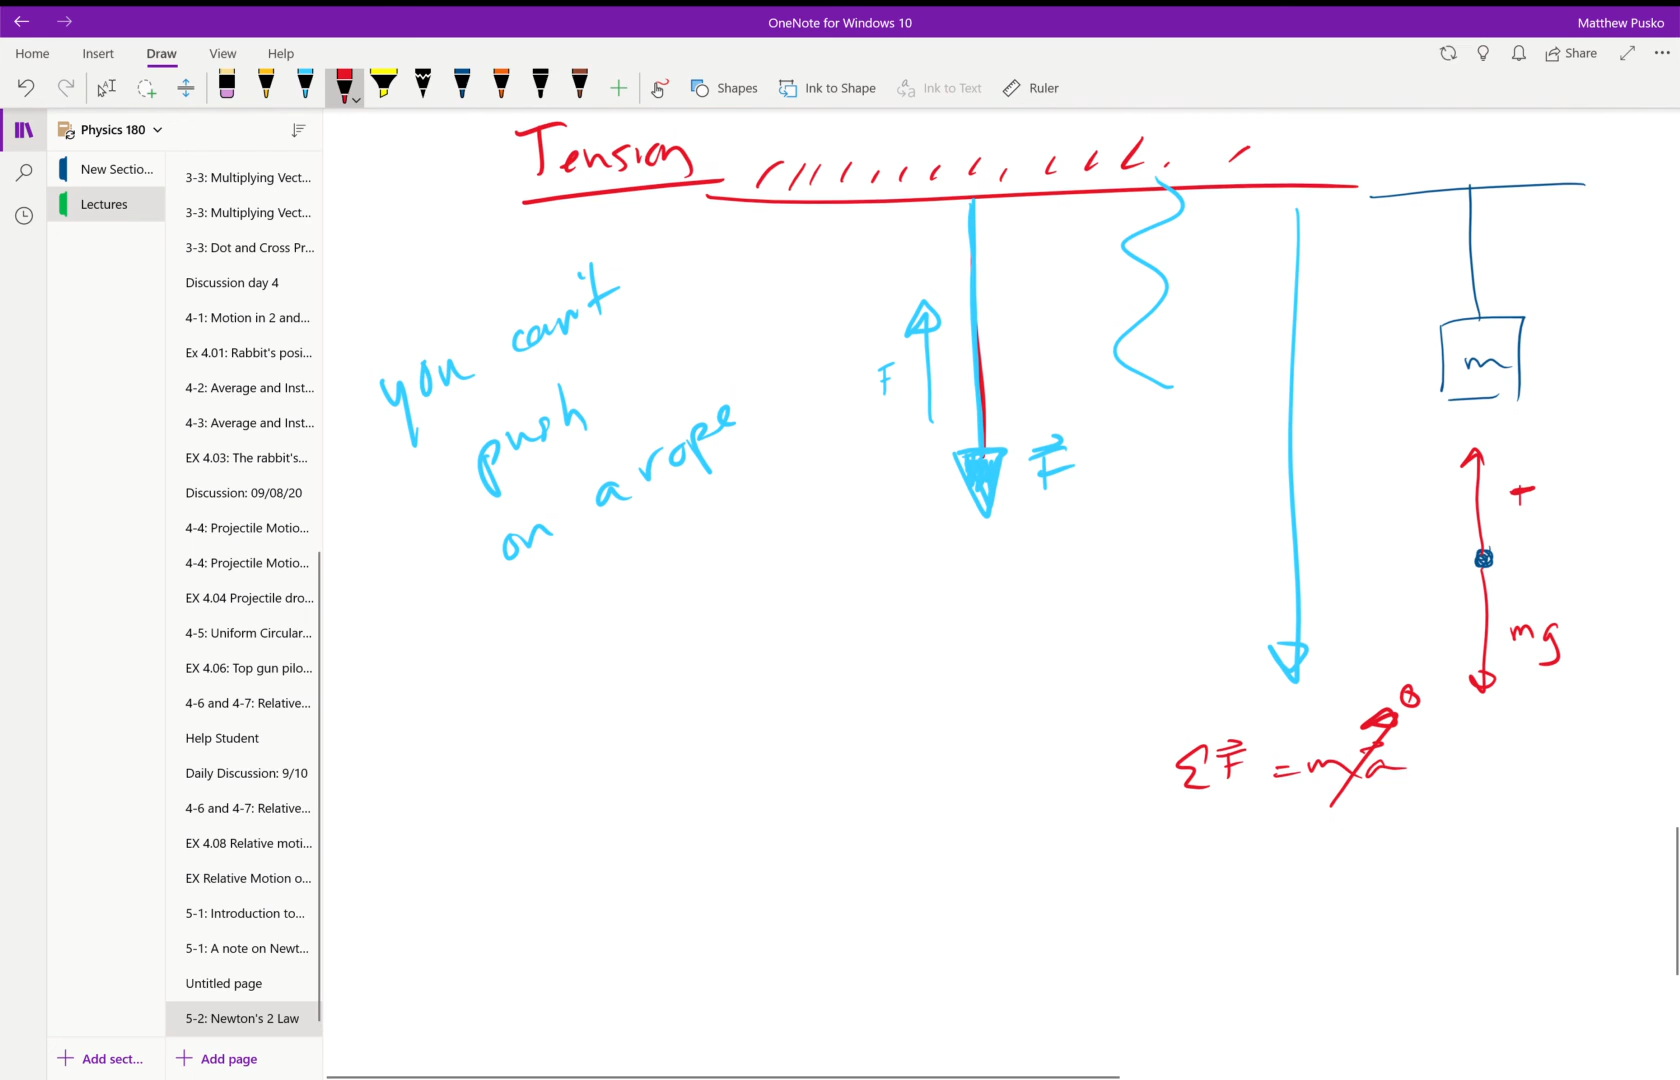 OneNote for Windows 10
Matthew Pusko
Home Insert Draw View Help
Share
Shapes Ink to Shape Ink to Text Ruler
Physics 180
New Sectio...
Lectures
3-3: Multiplying Vect...
3-3: Multiplying Vect...
3-3: Dot and Cross Pr...
Discussion day 4
4-1: Motion in 2 and...
Ex 4.01: Rabbit's posi...
4-2: Average and Inst...
4-3: Average and Inst...
EX 4.03: The rabbit's...
Discussion: 09/08/20
4-4: Projectile Motio...
4-4: Projectile Motio...
EX 4.04 Projectile dro...
4-5: Uniform Circular...
EX 4.06: Top gun pilo...
4-6 and 4-7: Relative...
Help Student
Daily Discussion: 9/10
4-6 and 4-7: Relative...
EX 4.08 Relative moti...
EX Relative Motion o...
5-1: Introduction to...
5-1: A note on Newt...
Untitled page
5-2: Newton's 2 Law
Add sect...
Add page
Tension
you can't
push
on a rope
F
F⃗
m
T
mg
ΣF⃗ = ma⃗ 0